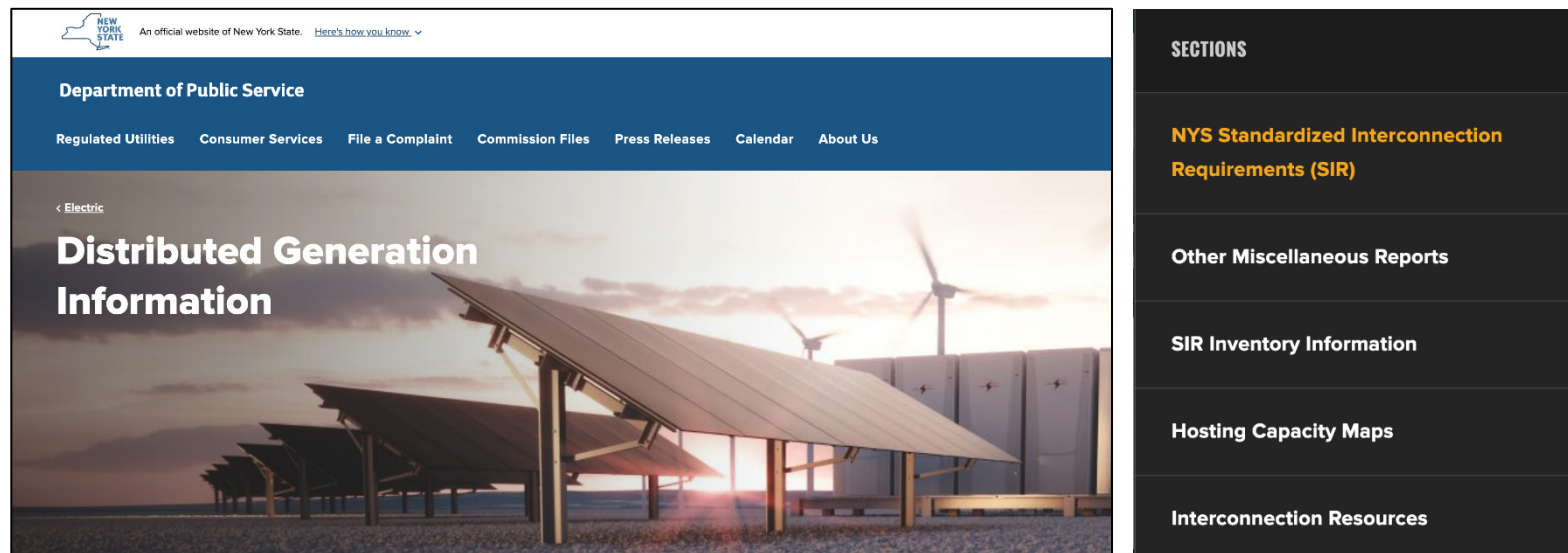 NEW
YORK
STATE
An official website of New York State. Here's how you know
Department of Public Service
Regulated Utilities Consumer Services File a Complaint Commission Files Press Releases Calendar About Us
< Electric
Distributed Generation
Information
SECTIONS
NYS Standardized Interconnection
Requirements (SIR)
Other Miscellaneous Reports
SIR Inventory Information
Hosting Capacity Maps
Interconnection Resources